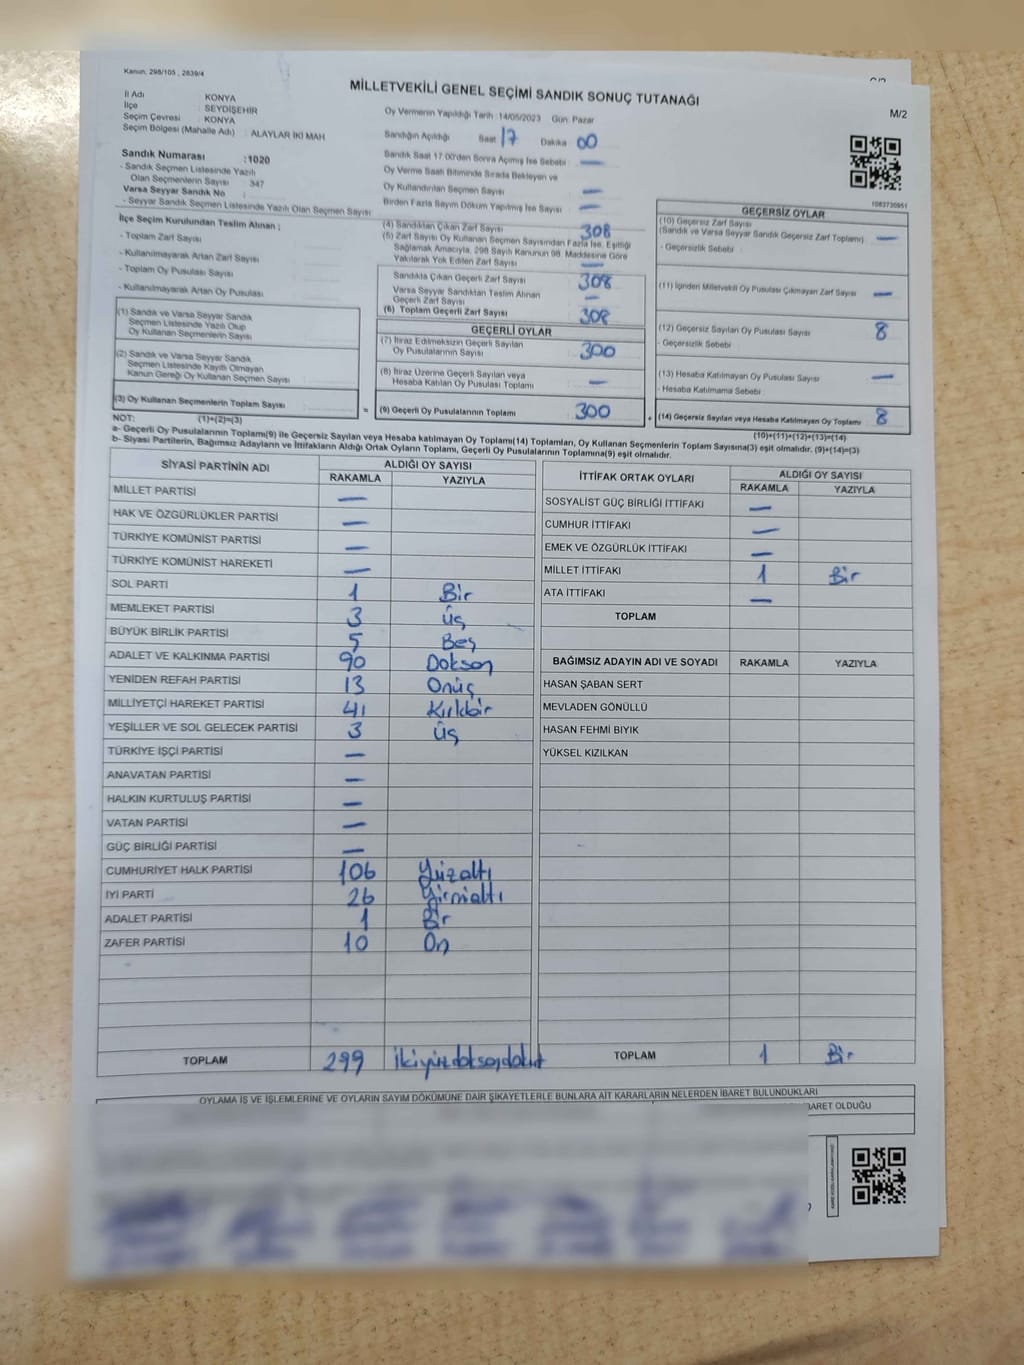 Kanun, 298/105 , 2839/4
MİLLETVEKİLİ GENEL SEÇİMİ SANDIK SONUÇ TUTANAĞI
M/2
İl Adı : KONYA
İlçe : SEYDİŞEHİR
Seçim Çevresi : KONYA
Seçim Bölgesi (Mahalle Adı) : ALAYLAR İKİ MAH
Oy Vermenin Yapıldığı Tarih :14/05/2023 Gün: Pazar
Sandığın Açıldığı Saat 17 Dakika 00
Sandık Saat 17:00'den Sonra Açılmış İse Sebebi : —
Oy Verme Saati Bitiminde Sırada Bekleyen ve
Oy Kullandırılan Seçmen Sayısı : —
Birden Fazla Sayım Döküm Yapılmış İse Sayısı : —
Sandık Numarası :1020
- Sandık Seçmen Listesinde Yazılı
Olan Seçmenlerin Sayısı : 347
Varsa Seyyar Sandık No :
- Seyyar Sandık Seçmen Listesinde Yazılı Olan Seçmen Sayısı :
1083730951
İlçe Seçim Kurulundan Teslim Alınan ;
- Toplam Zarf Sayısı :
- Kullanılmayarak Artan Zarf Sayısı :
- Toplam Oy Pusulası Sayısı :
- Kullanılmayarak Artan Oy Pusulası :
(1) Sandık ve Varsa Seyyar Sandık
Seçmen Listesinde Yazılı Olup
Oy Kullanan Seçmenlerin Sayısı :
(2) Sandık ve Varsa Seyyar Sandık
Seçmen Listesinde Kayıtlı Olmayan
Kanun Gereği Oy Kullanan Seçmen Sayısı :
(3) Oy Kullanan Seçmenlerin Toplam Sayısı :
(1)+(2)=(3)
(4) Sandıktan Çıkan Zarf Sayısı : 308
(5) Zarf Sayısı Oy Kullanan Seçmen Sayısından Fazla İse, Eşitliği
Sağlamak Amacıyla, 298 Sayılı Kanunun 98. Maddesine Göre
Yakılarak Yok Edilen Zarf Sayısı : —
Sandıkta Çıkan Geçerli Zarf Sayısı : 308
Varsa Seyyar Sandıktan Teslim Alınan
Geçerli Zarf Sayısı : —
(6) Toplam Geçerli Zarf Sayısı : 308
GEÇERLİ OYLAR
(7) İtiraz Edilmeksizin Geçerli Sayılan
Oy Pusulalarının Sayısı : 300
(8) İtiraz Üzerine Geçerli Sayılan veya
Hesaba Katılan Oy Pusulası Toplamı : —
= (9) Geçerli Oy Pusulalarının Toplamı : 300
GEÇERSİZ OYLAR
(10) Geçersiz Zarf Sayısı
(Sandık ve Varsa Seyyar Sandık Geçersiz Zarf Toplamı) : —
- Geçersizlik Sebebi :
(11) İçinden Milletvekili Oy Pusulası Çıkmayan Zarf Sayısı : —
(12) Geçersiz Sayılan Oy Pusulası Sayısı : 8
- Geçersizlik Sebebi :
(13) Hesaba Katılmayan Oy Pusulası Sayısı : —
- Hesaba Katılmama Sebebi :
+ (14) Geçersiz Sayılan veya Hesaba Katılmayan Oy Toplamı : 8
(10)+(11)+(12)+(13)=(14)
NOT:
a- Geçerli Oy Pusulalarının Toplamı(9) ile Geçersiz Sayılan veya Hesaba katılmayan Oy Toplamı(14) Toplamları, Oy Kullanan Seçmenlerin Toplam Sayısına(3) eşit olmalıdır. (9)+(14)=(3)
b- Siyasi Partilerin, Bağımsız Adayların ve İttifakların Aldığı Ortak Oyların Toplamı, Geçerli Oy Pusulalarının Toplamına(9) eşit olmalıdır.
SİYASİ PARTİNİN ADI ALDIĞI OY SAYISI
RAKAMLA YAZIYLA
MİLLET PARTİSİ —
HAK VE ÖZGÜRLÜKLER PARTİSİ —
TÜRKİYE KOMÜNİST PARTİSİ —
TÜRKİYE KOMÜNİST HAREKETİ —
SOL PARTİ 1 Bir
MEMLEKET PARTİSİ 3 Üç
BÜYÜK BİRLİK PARTİSİ 5 Beş
ADALET VE KALKINMA PARTİSİ 90 Doksan
YENİDEN REFAH PARTİSİ 13 Onüç
MİLLİYETÇİ HAREKET PARTİSİ 41 Kırkbir
YEŞİLLER VE SOL GELECEK PARTİSİ 3 Üç
TÜRKİYE İŞÇİ PARTİSİ —
ANAVATAN PARTİSİ —
HALKIN KURTULUŞ PARTİSİ —
VATAN PARTİSİ —
GÜÇ BİRLİĞİ PARTİSİ —
CUMHURİYET HALK PARTİSİ 106 Yüzaltı
İYİ PARTİ 26 Yirmialtı
ADALET PARTİSİ 1 Bir
ZAFER PARTİSİ 10 On
TOPLAM 299 İkiyüzdoksandokuz
İTTİFAK ORTAK OYLARI ALDIĞI OY SAYISI
RAKAMLA YAZIYLA
SOSYALİST GÜÇ BİRLİĞİ İTTİFAKI —
CUMHUR İTTİFAKI —
EMEK VE ÖZGÜRLÜK İTTİFAKI —
MİLLET İTTİFAKI 1 Bir
ATA İTTİFAKI —
TOPLAM
BAĞIMSIZ ADAYIN ADI VE SOYADI RAKAMLA YAZIYLA
HASAN ŞABAN SERT
MEVLADEN GÖNÜLLÜ
HASAN FEHMİ BIYIK
YÜKSEL KIZILKAN
TOPLAM 1 Bir
OYLAMA İŞ VE İŞLEMLERİNE VE OYLARIN SAYIM DÖKÜMÜNE DAİR ŞİKAYETLERLE BUNLARA AİT KARARLARIN NELERDEN İBARET BULUNDUKLARI
BARET OLDUĞU